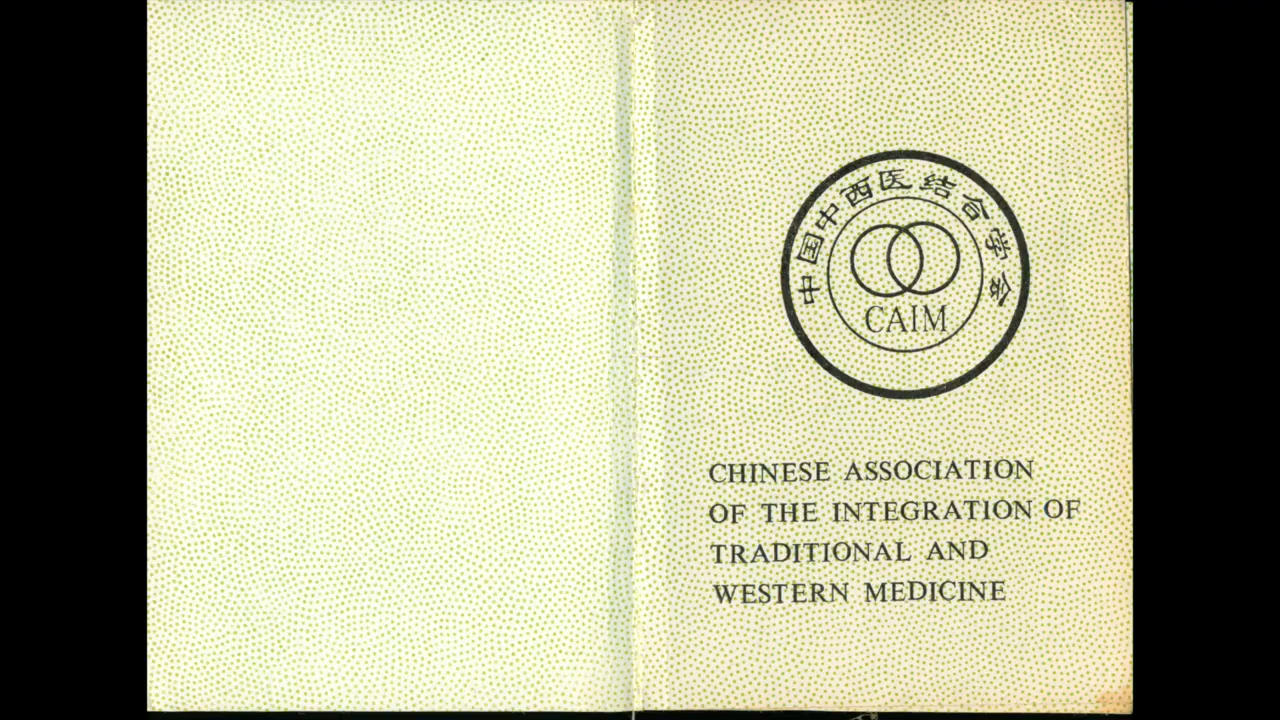 中国中西医结合学会
CAIM
CHINESE ASSOCIATION
OF THE INTEGRATION OF
TRADITIONAL AND
WESTERN MEDICINE